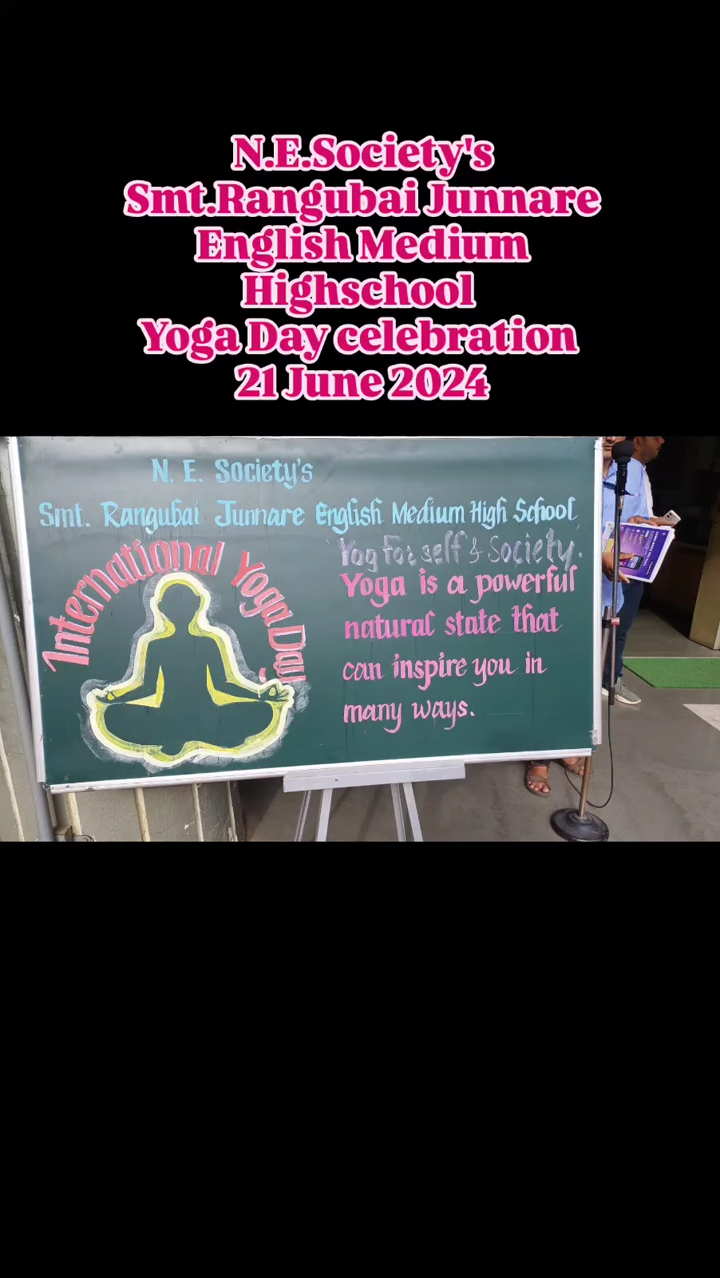 N.E.Society's
Smt.Rangubai Junnare
English Medium
Highschool
Yoga Day celebration
21 June 2024
N. E. Society's
Smt. Rangubai Junnare English Medium High School
International Yoga Day
"Yog For self & Society".
Yoga is a powerful
natural state that
can inspire you in
many ways.